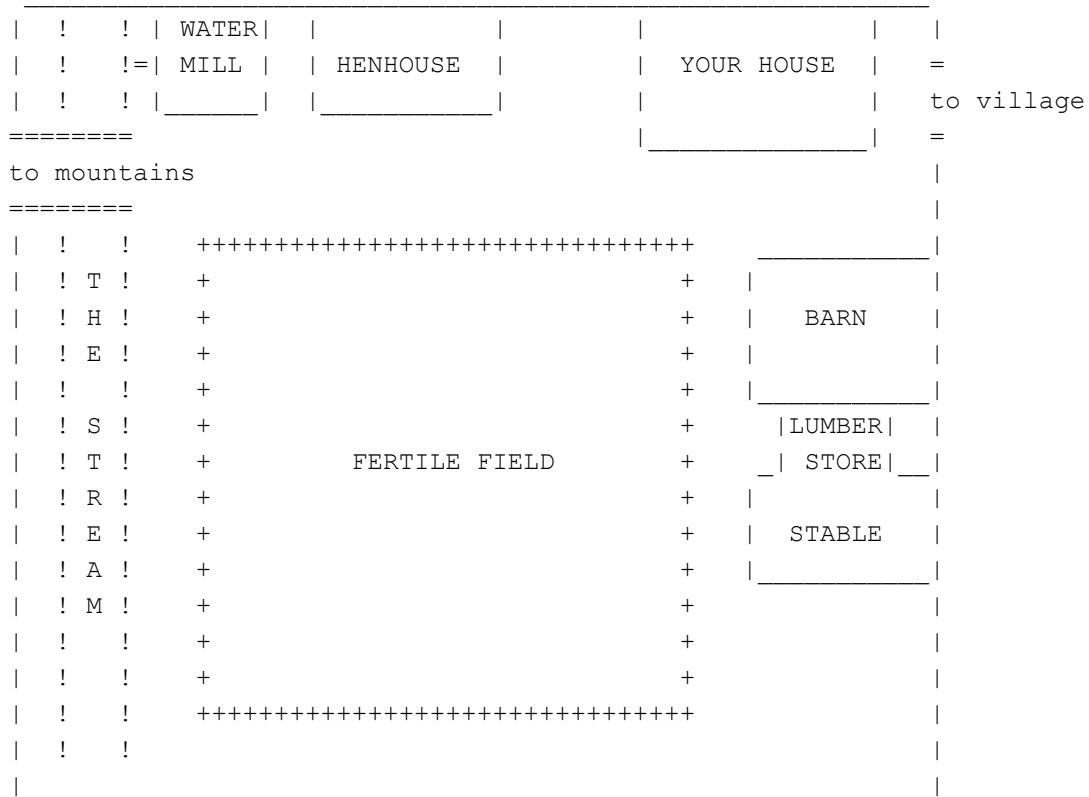 WATER
MILL HENHOUSE YOUR HOUSE
to village
to mountains
T
H BARN
E
S LUMBER
T FERTILE FIELD STORE
R
E STABLE
A
M